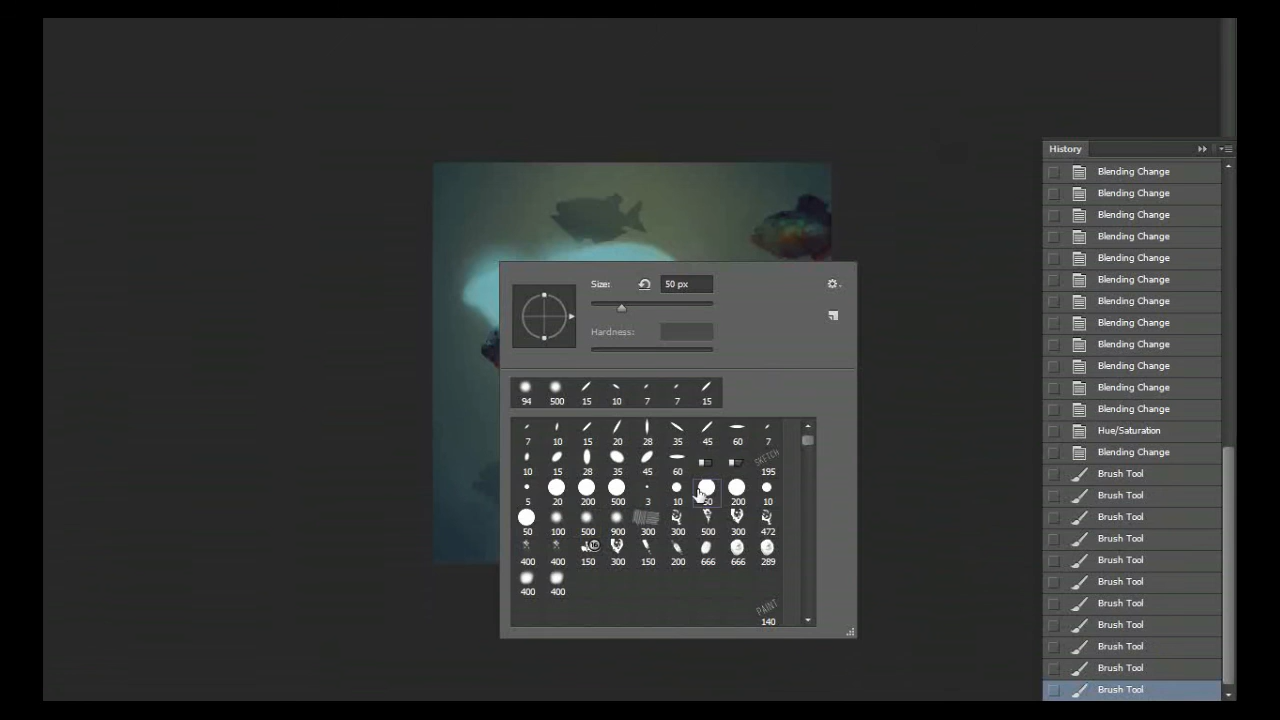 History
Blending Change
Blending Change
Blending Change
Blending Change
Blending Change
Blending Change
Blending Change
Blending Change
Blending Change
Blending Change
Blending Change
Blending Change
Hue/Saturation
Blending Change
Brush Tool
Brush Tool
Brush Tool
Brush Tool
Brush Tool
Brush Tool
Brush Tool
Brush Tool
Brush Tool
Brush Tool
Brush Tool
Size: 50 px
Hardness:
94 500 15 10 7 7 15
7 10 15 20 28 35 45 60 7
SKETCH
10 15 28 35 45 60 195
5 20 200 500 3 10 50 200 10
50 100 500 900 300 300 500 300 472
400 400 150 300 150 200 666 666 289
400 400
PAINT
140